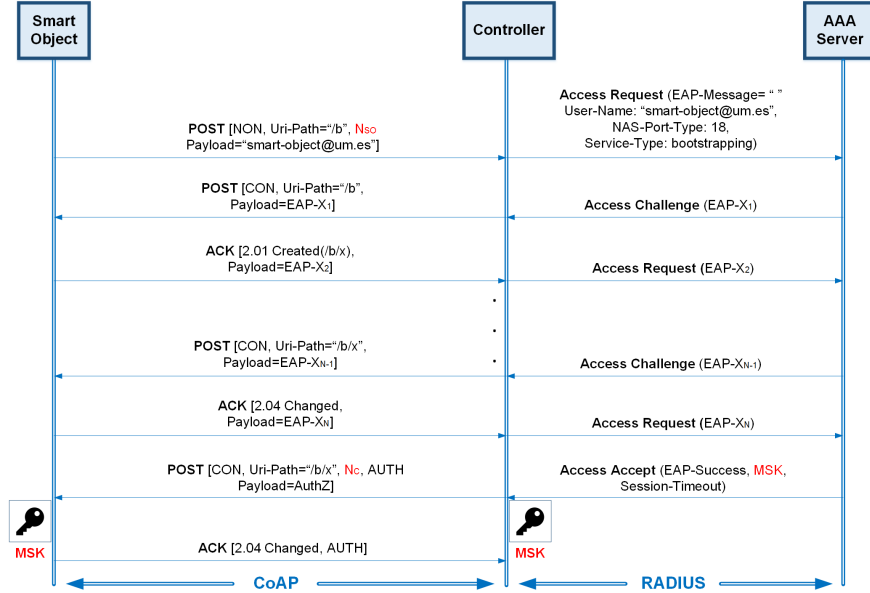 Smart
Object
Controller
AAA
Server
POST [NON, Uri-Path=“/b”, NSO
Payload=“smart-object@um.es”]
Access Request (EAP-Message= “ ”
User-Name: “smart-object@um.es”,
NAS-Port-Type: 18,
Service-Type: bootstrapping)
POST [CON, Uri-Path=“/b”,
Payload=EAP-X1]
Access Challenge (EAP-X1)
ACK [2.01 Created(/b/x),
Payload=EAP-X2]
Access Request (EAP-X2)
POST [CON, Uri-Path=“/b/x”,
Payload=EAP-XN-1]
Access Challenge (EAP-XN-1)
ACK [2.04 Changed,
Payload=EAP-XN]
Access Request (EAP-XN)
POST [CON, Uri-Path=“/b/x”, NC, AUTH
Payload=AuthZ]
Access Accept (EAP-Success, MSK,
Session-Timeout)
MSK
MSK
ACK [2.04 Changed, AUTH]
CoAP
RADIUS